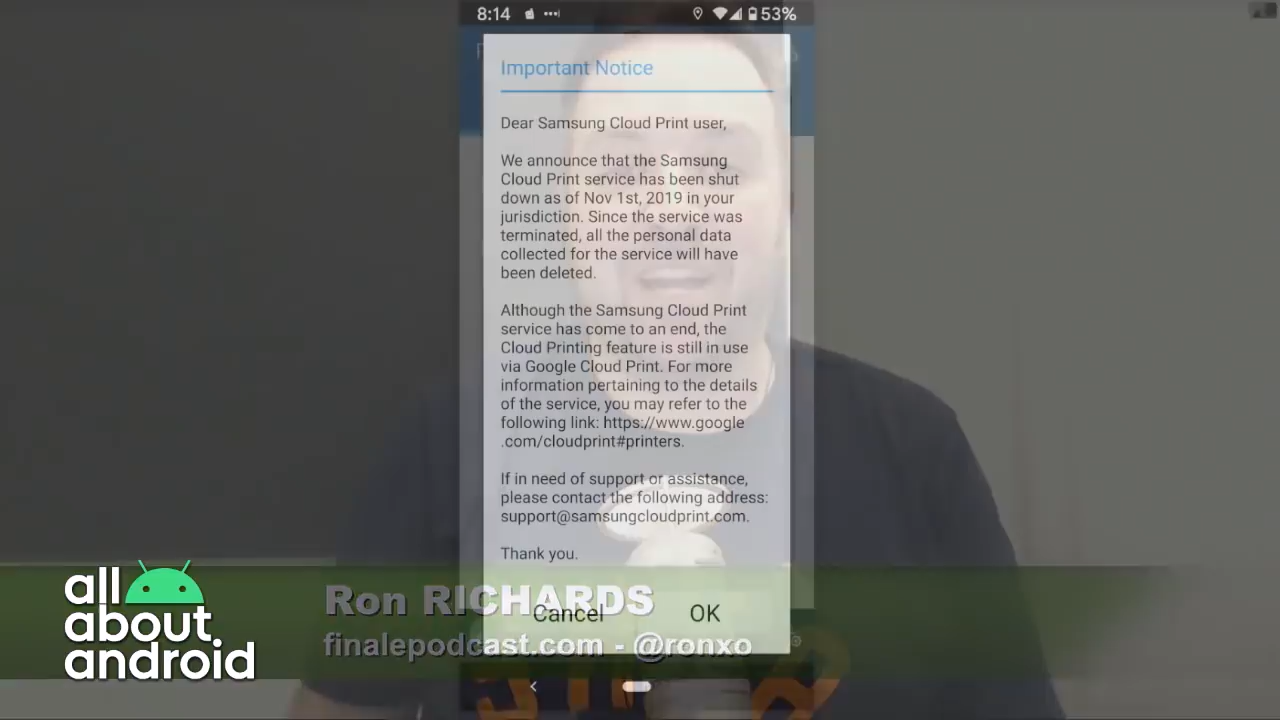 8:14
53%
Important Notice
Dear Samsung Cloud Print user,
We announce that the Samsung
Cloud Print service has been shut
down as of Nov 1st, 2019 in your
jurisdiction. Since the service was
terminated, all the personal data
collected for the service will have
been deleted.
Although the Samsung Cloud Print
service has come to an end, the
Cloud Printing feature is still in use
via Google Cloud Print. For more
information pertaining to the details
of the service, you may refer to the
following link: https://www.google
.com/cloudprint#printers.
If in need of support or assistance,
please contact the following address:
support@samsungcloudprint.com.
Thank you.
Cancel OK
all
about
android
Ron RICHARDS
finalepodcast.com - @ronxo